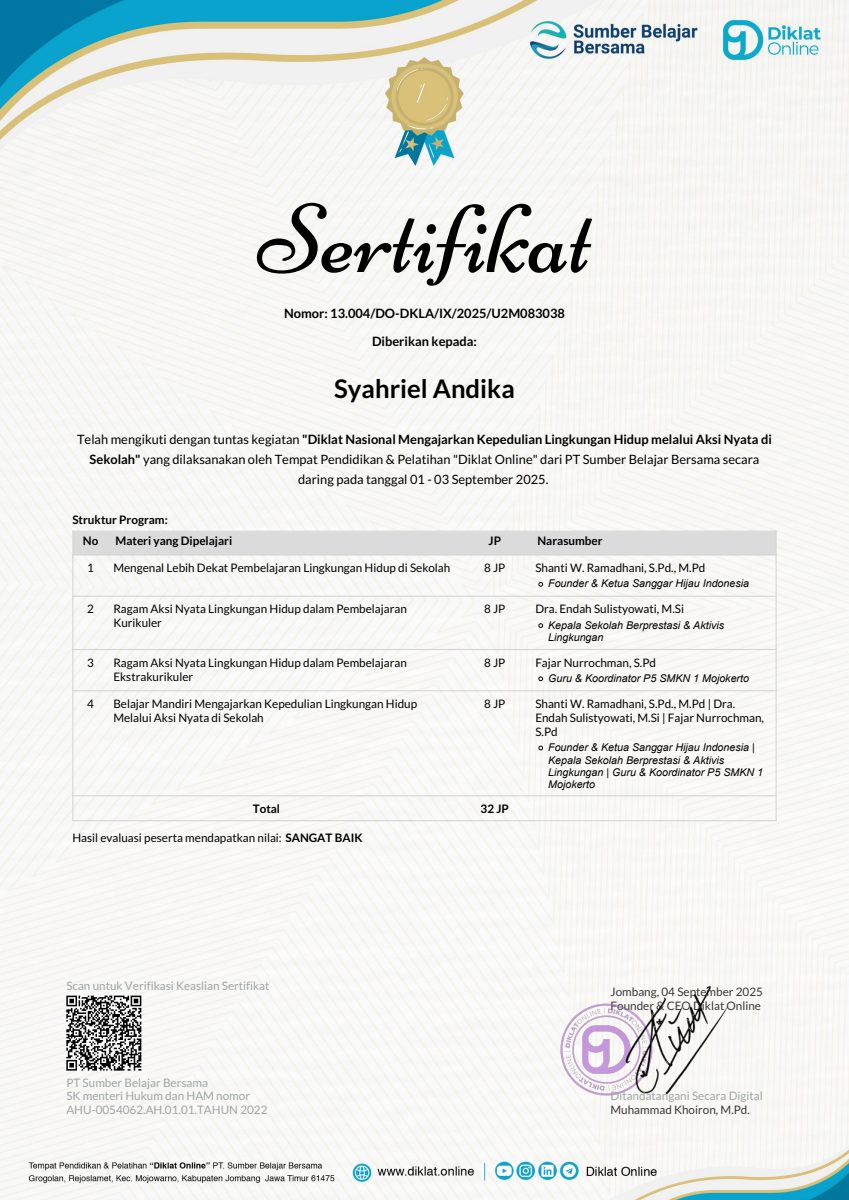 Sumber Belajar
Bersama
Diklat
Online
Sertifikat
Nomor: 13.004/DO-DKLA/IX/2025/U2M083038
Diberikan kepada:
Syahriel Andika
Telah mengikuti dengan tuntas kegiatan "Diklat Nasional Mengajarkan Kepedulian Lingkungan Hidup melalui Aksi Nyata di
Sekolah" yang dilaksanakan oleh Tempat Pendidikan & Pelatihan "Diklat Online" dari PT Sumber Belajar Bersama secara
daring pada tanggal 01 - 03 September 2025.
Struktur Program:
No Materi yang Dipelajari JP Narasumber
1 Mengenal Lebih Dekat Pembelajaran Lingkungan Hidup di Sekolah 8 JP Shanti W. Ramadhani, S.Pd., M.Pd
Founder & Ketua Sanggar Hijau Indonesia
2 Ragam Aksi Nyata Lingkungan Hidup dalam Pembelajaran 8 JP Dra. Endah Sulistyowati, M.Si
Kurikuler
Kepala Sekolah Berprestasi & Aktivis
Lingkungan
3 Ragam Aksi Nyata Lingkungan Hidup dalam Pembelajaran 8 JP Fajar Nurrochman, S.Pd
Ekstrakurikuler
Guru & Koordinator P5 SMKN 1 Mojokerto
4 Belajar Mandiri Mengajarkan Kepedulian Lingkungan Hidup 8 JP Shanti W. Ramadhani, S.Pd., M.Pd | Dra.
Melalui Aksi Nyata di Sekolah Endah Sulistyowati, M.Si | Fajar Nurrochman,
S.Pd
Founder & Ketua Sanggar Hijau Indonesia |
Kepala Sekolah Berprestasi & Aktivis
Lingkungan | Guru & Koordinator P5 SMKN 1
Mojokerto
Total 32 JP
Hasil evaluasi peserta mendapatkan nilai: SANGAT BAIK
Scan untuk Verifikasi Keaslian Sertifikat
PT Sumber Belajar Bersama
SK menteri Hukum dan HAM nomor
AHU-0054062.AH.01.01.TAHUN 2022
Jombang, 04 September 2025
Founder & CEO Diklat Online
DIKLATONLINE | DIKLATONLINE | DIKLATONLINE
Ditandatangani Secara Digital
Muhammad Khoiron, M.Pd.
Tempat Pendidikan & Pelatihan “Diklat Online” PT. Sumber Belajar Bersama
Grogolan, Rejoslamet, Kec. Mojowarno, Kabupaten Jombang Jawa Timur 61475
www.diklat.online
Diklat Online